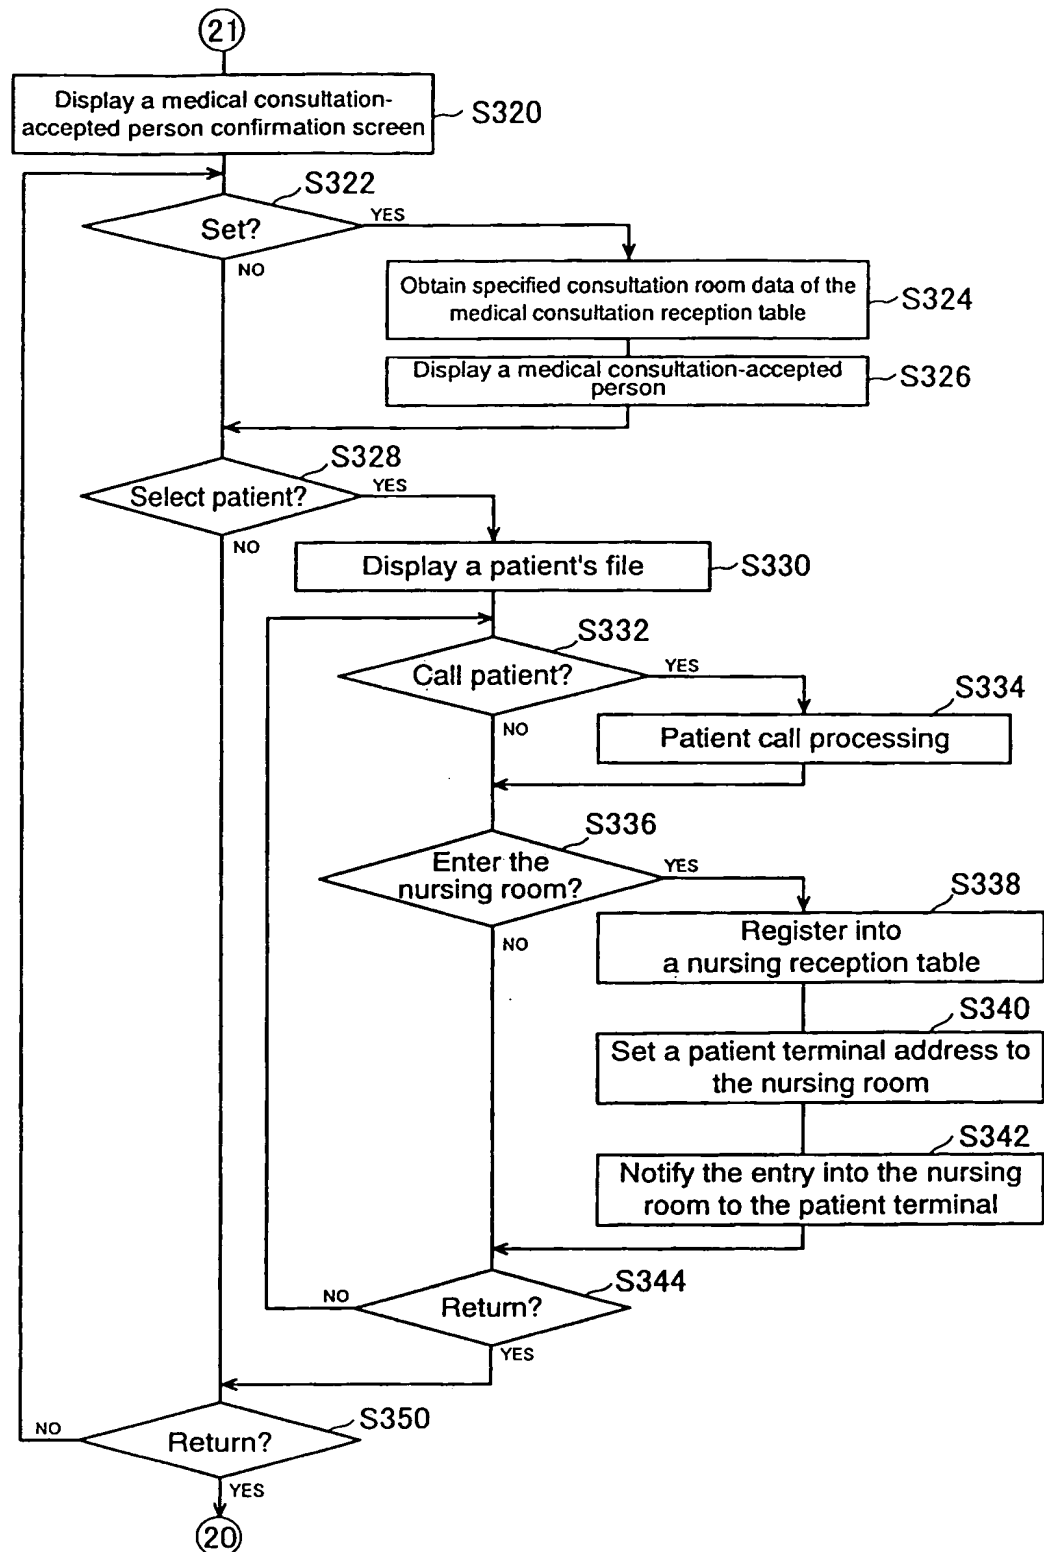 21
Display a medical consultation-
accepted person confirmation screen
S320
S322
Set?
YES
NO
Obtain specified consultation room data of the
medical consultation reception table
S324
Display a medical consultation-accepted
person
S326
S328
Select patient?
YES
NO
Display a patient's file
S330
S332
Call patient?
YES
NO
S334
Patient call processing
S336
Enter the
nursing room?
YES
NO
S338
Register into
a nursing reception table
S340
Set a patient terminal address to
the nursing room
S342
Notify the entry into the nursing
room to the patient terminal
S344
NO
Return?
YES
S350
NO
Return?
YES
20